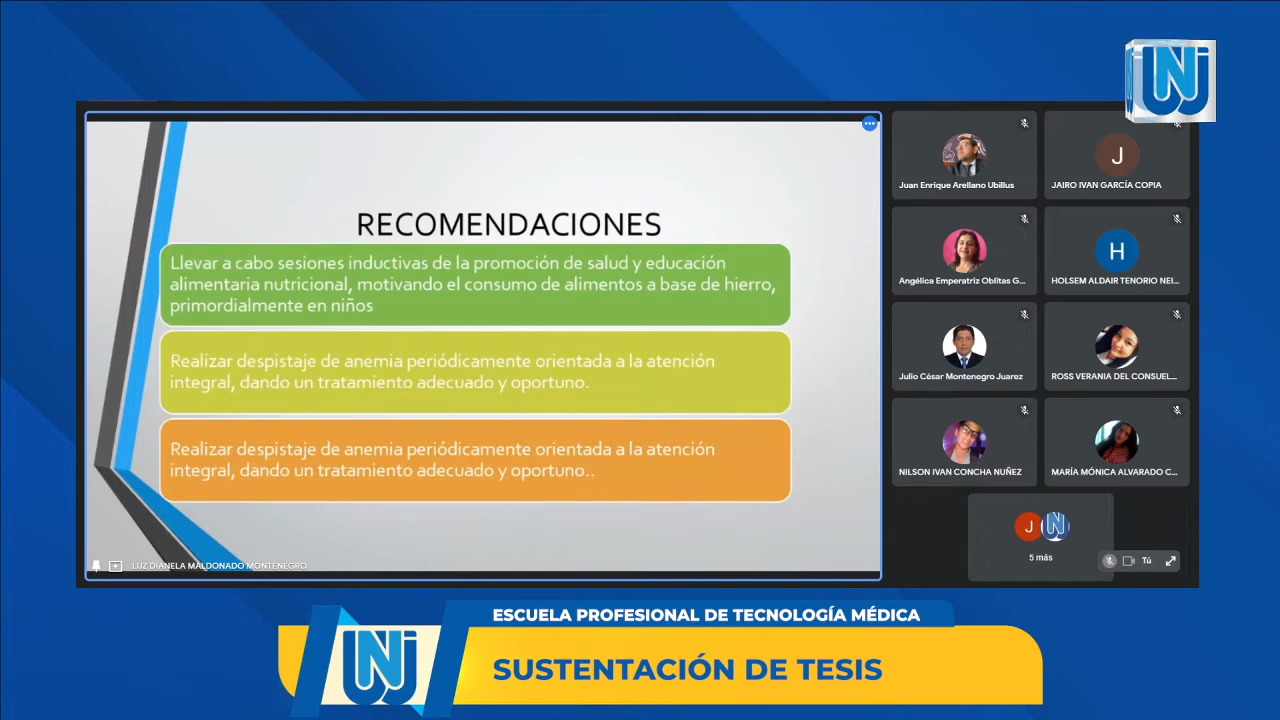 RECOMENDACIONES
Llevar a cabo sesiones inductivas de la promoción de salud y educación
alimentaria nutricional, motivando el consumo de alimentos a base de hierro,
primordialmente en niños
Realizar despistaje de anemia periódicamente orientada a la atención
integral, dando un tratamiento adecuado y oportuno.
Realizar despistaje de anemia periódicamente orientada a la atención
integral, dando un tratamiento adecuado y oportuno..
LUZ DIANELA MALDONADO MONTENEGRO
UNJ
J
Juan Enrique Arellano Ubillus
JAIRO IVAN GARCÍA COPIA
H
Angélica Emperatriz Oblitas G...
HOLSEM ALDAIR TENORIO NEI...
Julio César Montenegro Juarez
ROSS VERANIA DEL CONSUEL...
NILSON IVAN CONCHA NUÑEZ
MARÍA MÓNICA ALVARADO C...
J UNJ
5 más
Tú
ESCUELA PROFESIONAL DE TECNOLOGÍA MÉDICA
UNJ
SUSTENTACIÓN DE TESIS